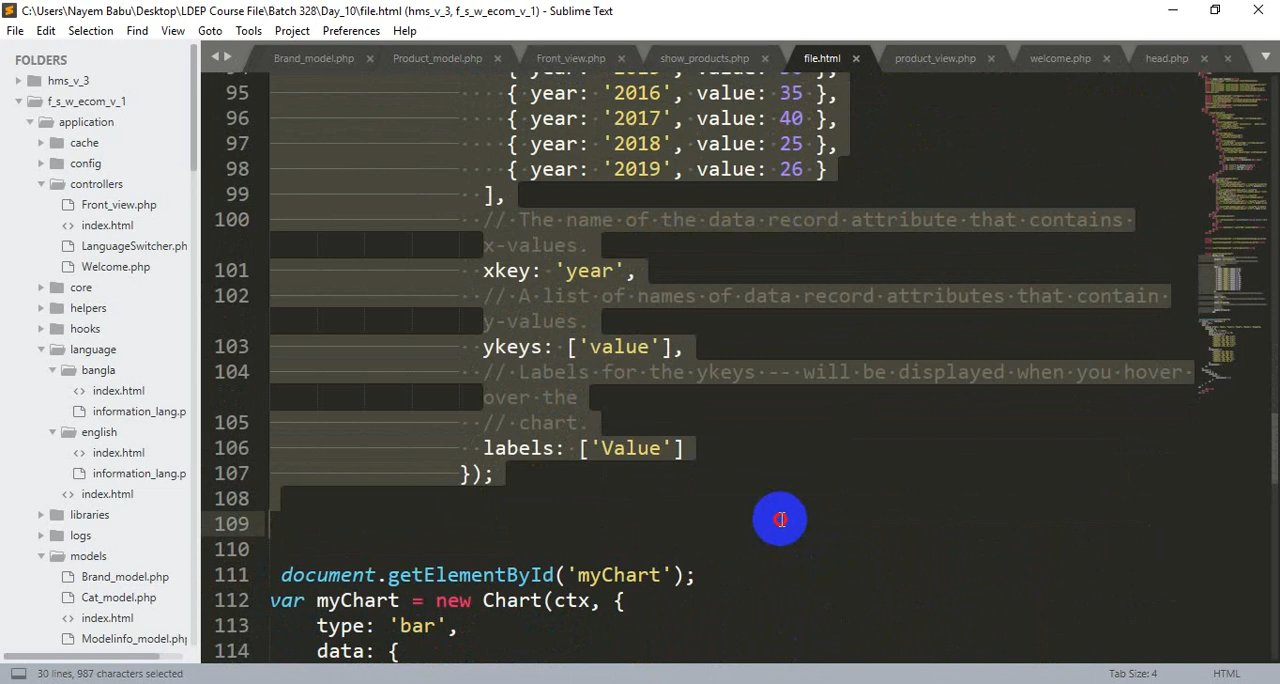 C:\Users\Nayem Babu\Desktop\LDEP Course File\Batch 328\Day_10\file.html (hms_v_3, f_s_w_ecom_v_1) - Sublime Text
File Edit Selection Find View Goto Tools Project Preferences Help
FOLDERS
hms_v_3
f_s_w_ecom_v_1
application
cache
config
controllers
Front_view.php
index.html
LanguageSwitcher.ph
Welcome.php
core
helpers
hooks
language
bangla
index.html
information_lang.p
english
index.html
information_lang.p
index.html
libraries
logs
models
Brand_model.php
Cat_model.php
index.html
Modelinfo_model.php
Brand_model.php Product_model.php Front_view.php show_products.php file.html product_view.php welcome.php head.php
95 { year: '2016', value: 35 },
96 { year: '2017', value: 40 },
97 { year: '2018', value: 25 },
98 { year: '2019', value: 26 }
99 ],
100 // The name of the data record attribute that contains
x-values.
101 xkey: 'year',
102 // A list of names of data record attributes that contain
y-values.
103 ykeys: ['value'],
104 // Labels for the ykeys -- will be displayed when you hover
over the
105 // chart.
106 labels: ['Value']
107 });
108
109
110
111 document.getElementById('myChart');
112 var myChart = new Chart(ctx, {
113 type: 'bar',
114 data: {
30 lines, 987 characters selected Tab Size: 4 HTML